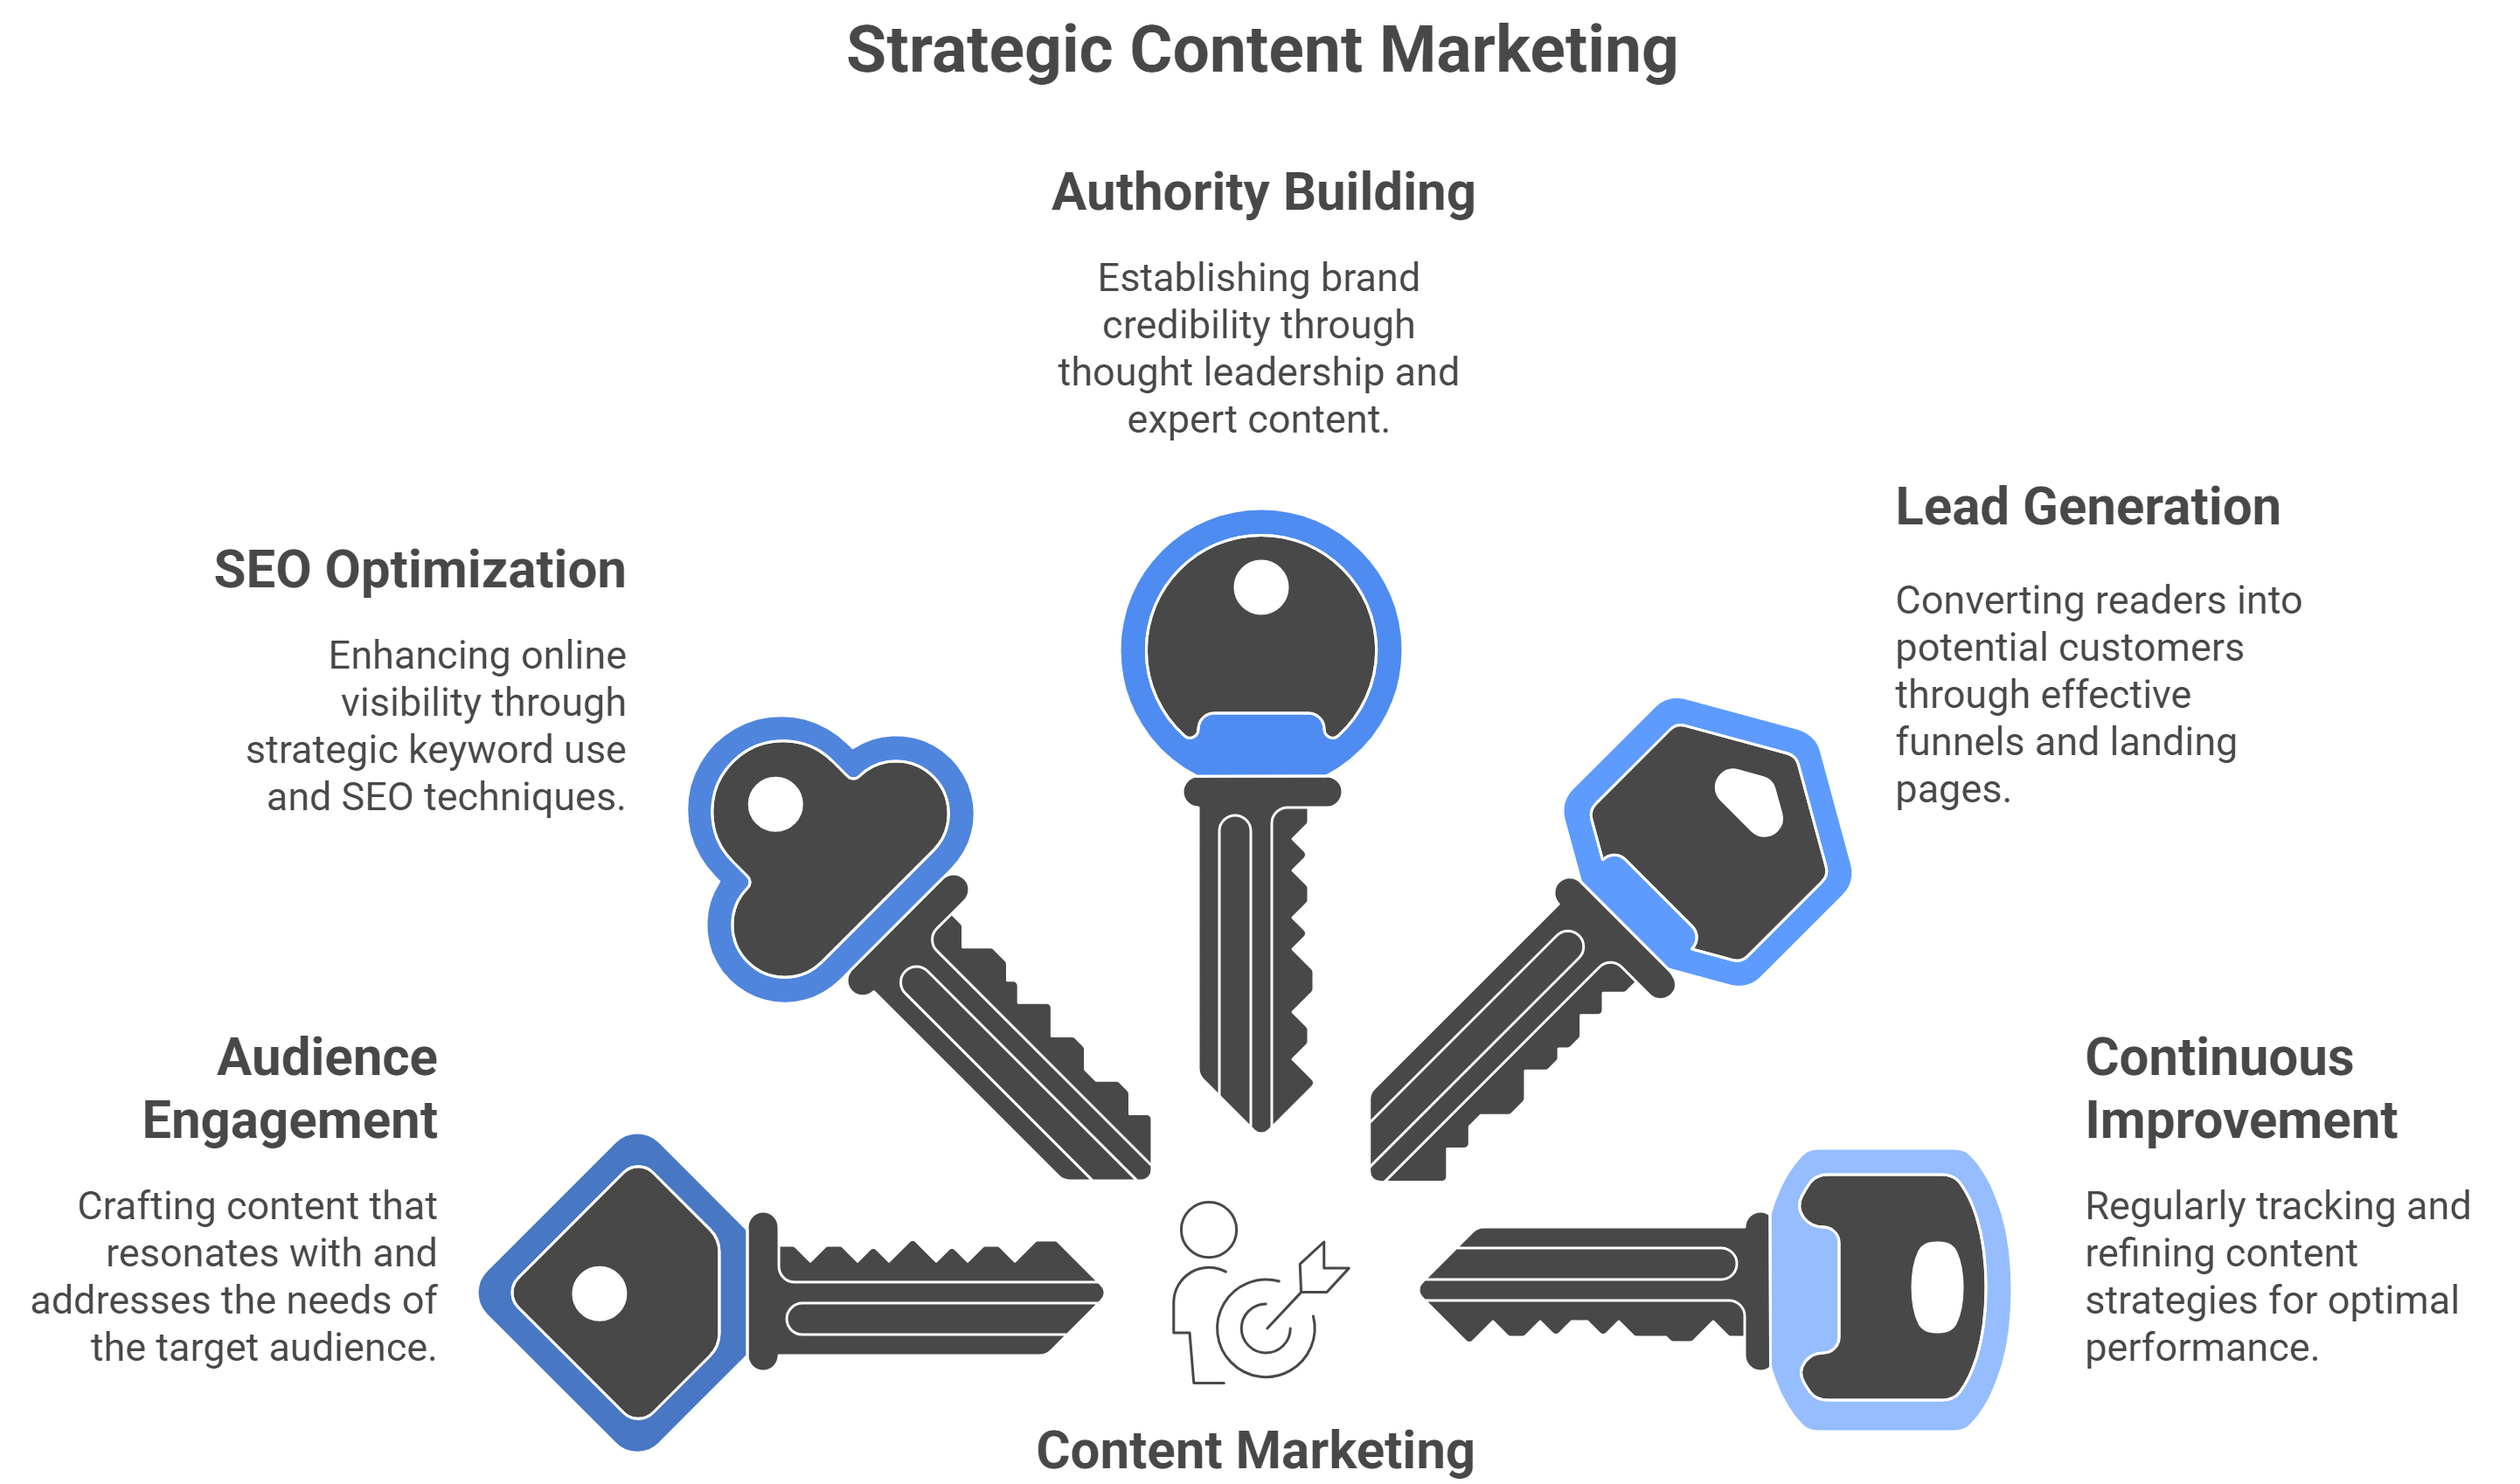 Strategic Content Marketing
Authority Building
Establishing brand
credibility through
thought leadership and
expert content.
Lead Generation
Converting readers into
potential customers
through effective
funnels and landing
pages.
SEO Optimization
Enhancing online
visibility through
strategic keyword use
and SEO techniques.
Audience
Engagement
Crafting content that
resonates with and
addresses the needs of
the target audience.
Continuous
Improvement
Regularly tracking and
refining content
strategies for optimal
performance.
Content Marketing